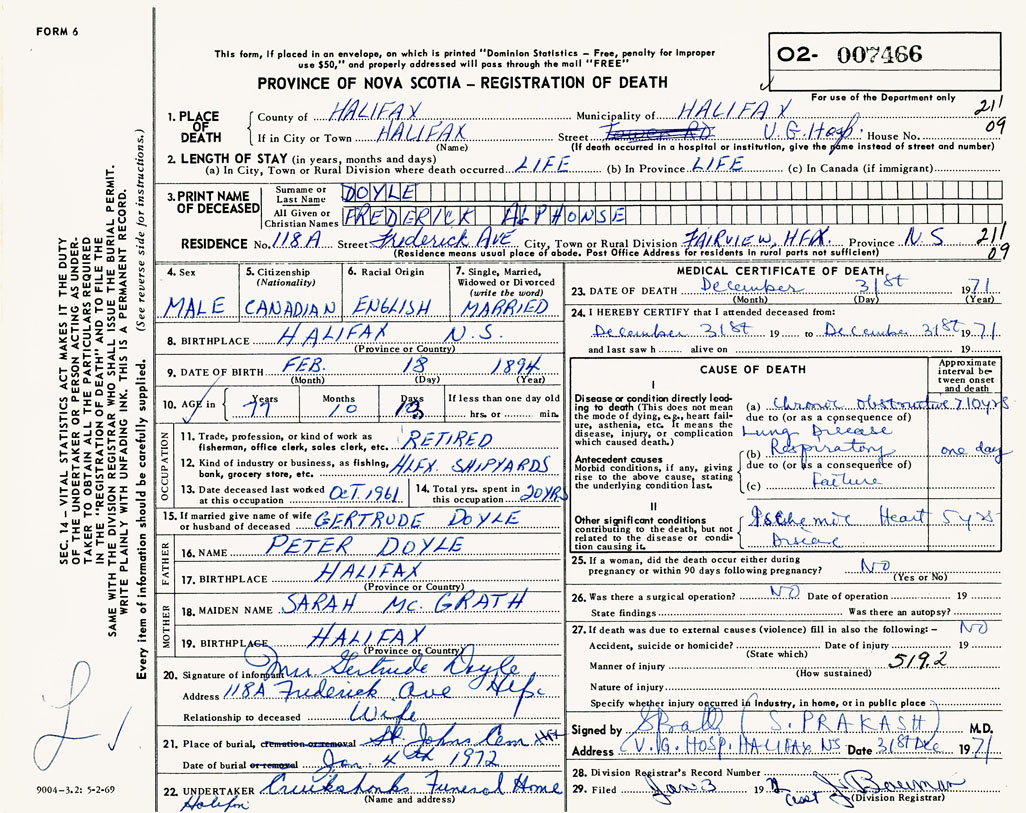 FORM 6
This form, if placed in an envelope, on which is printed "Dominion Statistics – Free, penalty for improper
use $50," and properly addressed will pass through the mail "FREE"
PROVINCE OF NOVA SCOTIA – REGISTRATION OF DEATH
02- 007466
For use of the Department only
211
09
1. PLACE OF DEATH
County of HALIFAX Municipality of HALIFAX
If in City or Town HALIFAX Street Tower RD V.G. Hosp. House No.
(Name) (If death occurred in a hospital or institution, give the name instead of street and number)
2. LENGTH OF STAY (in years, months and days)
(a) In City, Town or Rural Division where death occurred LIFE (b) In Province LIFE (c) In Canada (if immigrant)
3. PRINT NAME OF DECEASED
Surname or Last Name DOYLE
All Given or Christian Names FREDERICK ALPHONSE
RESIDENCE No. 118A Street Frederick AVE City, Town or Rural Division FAIRVIEW, HFX. Province N S
211
09
(Residence means usual place of abode. Post Office Address for residents in rural parts not sufficient)
4. Sex
MALE
5. Citizenship
(Nationality)
CANADIAN
6. Racial Origin
ENGLISH
7. Single, Married,
Widowed or Divorced
(write the word)
MARRIED
8. BIRTHPLACE HALIFAX N.S.
(Province or Country)
9. DATE OF BIRTH FEB. 18 1894
(Month) (Day) (Year)
10. AGE in
Years Months Days If less than one day old
77 10 13 hrs. or min.
OCCUPATION
11. Trade, profession, or kind of work as
fisherman, office clerk, salesman, etc. RETIRED
12. Kind of industry or business, as fishing,
bank, grocery store, etc. HLFX. SHIPYARDS
13. Date deceased last worked
at this occupation OCT. 1961
14. Total yrs. spent in
this occupation 20 YRS
15. If married give name of wife
or husband of deceased GERTRUDE DOYLE
FATHER
16. NAME PETER DOYLE
17. BIRTHPLACE HALIFAX
(Province or Country)
MOTHER
18. MAIDEN NAME SARAH MC. GRATH
19. BIRTHPLACE HALIFAX
(Province or Country)
20. Signature of informant Mrs Gertrude Doyle
Address 118A Frederick Ave Hfx
Relationship to deceased Wife
21. Place of burial, cremation or removal St. Johns Cem Hfx
Date of burial or removal Jan. 4th 1972
22. UNDERTAKER Cruikshanks Funeral Home
(Name and address)
Halifax
MEDICAL CERTIFICATE OF DEATH
23. DATE OF DEATH December 31st 1971
(Month) (Day) (Year)
24. I HEREBY CERTIFY that I attended deceased from:
December 31st 19 to December 31st 1971
and last saw h alive on 19
CAUSE OF DEATH
Approximate interval between onset and death
I
Disease or condition directly leading
to death (This does not mean
the mode of dying, e.g., heart failure,
asthenia, etc. It means the
disease, injury, or complication
which caused death.)
(a) Chronic Obstructive >10yrs
due to (or as a consequence of)
Lung Disease
Antecedent causes
Morbid conditions, if any, giving
rise to the above cause, stating
the underlying condition last.
(b) Respiratory one day
due to (or as a consequence of)
(c) Failure
II
Other significant conditions
contributing to the death, but not
related to the disease or condition
causing it.
Ischemic Heart 5 yrs
Disease
25. If a woman, did the death occur either during
pregnancy or within 90 days following pregnancy? NO
(Yes or No)
26. Was there a surgical operation? NO Date of operation 19
State findings Was there an autopsy?
27. If death was due to external causes (violence) fill in also the following:– NO
Accident, suicide or homicide? Date of injury 19
(State which)
Manner of injury 519.2
(How sustained)
Nature of injury
Specify whether injury occurred in industry, in home, or in public place
Signed by (S. PRAKASH) M.D.
Address (V.G. HOSP. HALIFAX NS Date 31st Dec 1971
28. Division Registrar's Record Number
29. Filed Jan 3 197 J. Bowman
(Division Registrar)
SEC. 14 – VITAL STATISTICS ACT MAKES IT THE DUTY
OF THE UNDERTAKER OR PERSON ACTING AS UNDERTAKER
TO OBTAIN ALL THE PARTICULARS REQUIRED
IN THE "REGISTRATION OF DEATH" AND TO FILE THE
SAME WITH THE DIVISION REGISTRAR WHO SHALL ISSUE THE BURIAL PERMIT.
WRITE PLAINLY WITH UNFADING INK. THIS IS A PERMANENT RECORD.
Every item of information should be carefully supplied. (See reverse side for instructions.)
9004–3.2: 5-2-69